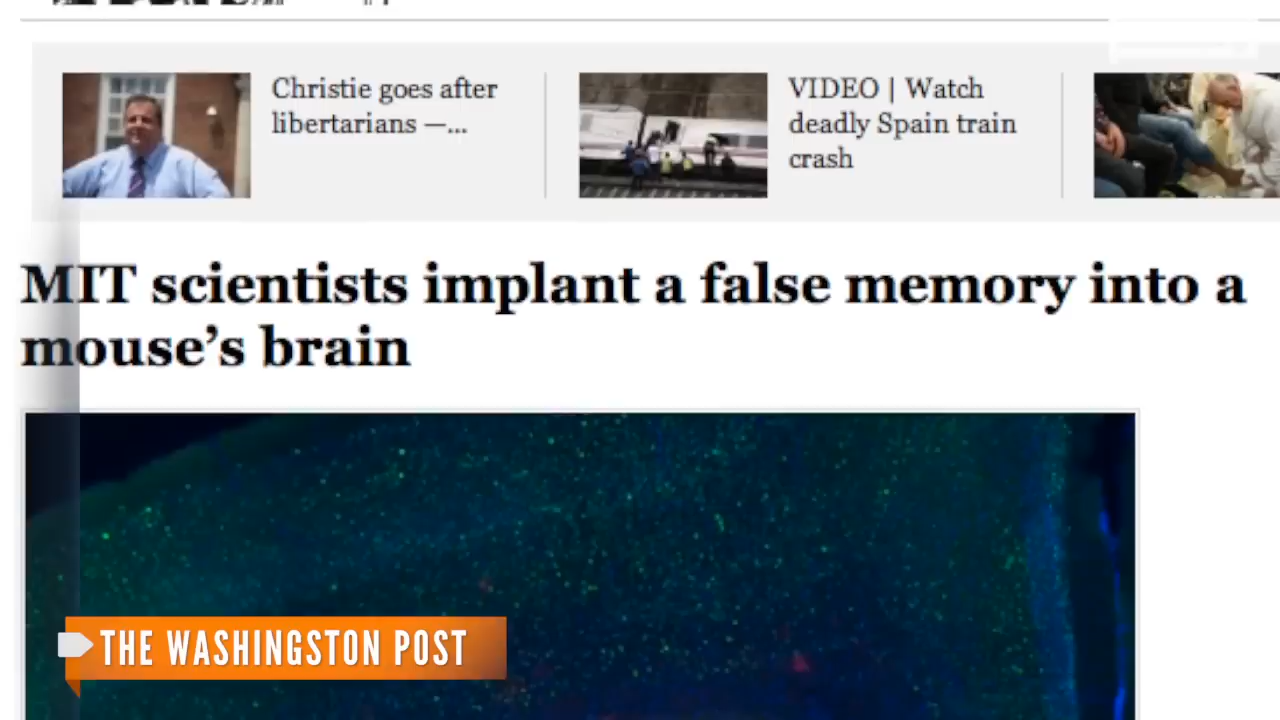 Christie goes after
libertarians —...
VIDEO | Watch
deadly Spain train
crash
MIT scientists implant a false memory into a
mouse’s brain
THE WASHINGSTON POST